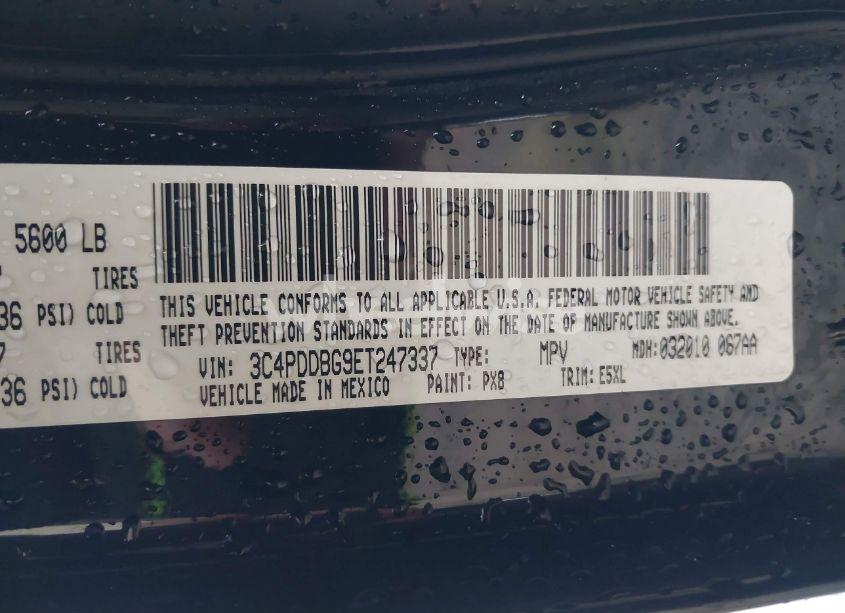 5600 LB
TIRES
36 PSI) COLD
THIS VEHICLE CONFORMS TO ALL APPLICABLE U.S.A. FEDERAL MOTOR VEHICLE SAFETY AND
THEFT PREVENTION STANDARDS IN EFFECT ON THE DATE OF MANUFACTURE SHOWN ABOVE.
7 TIRES
VIN: 3C4PDDBG9ET247337 TYPE: MPV MDH: 032010 067AA
36 PSI) COLD
VEHICLE MADE IN MEXICO PAINT: PX8 TRIM: E5XL